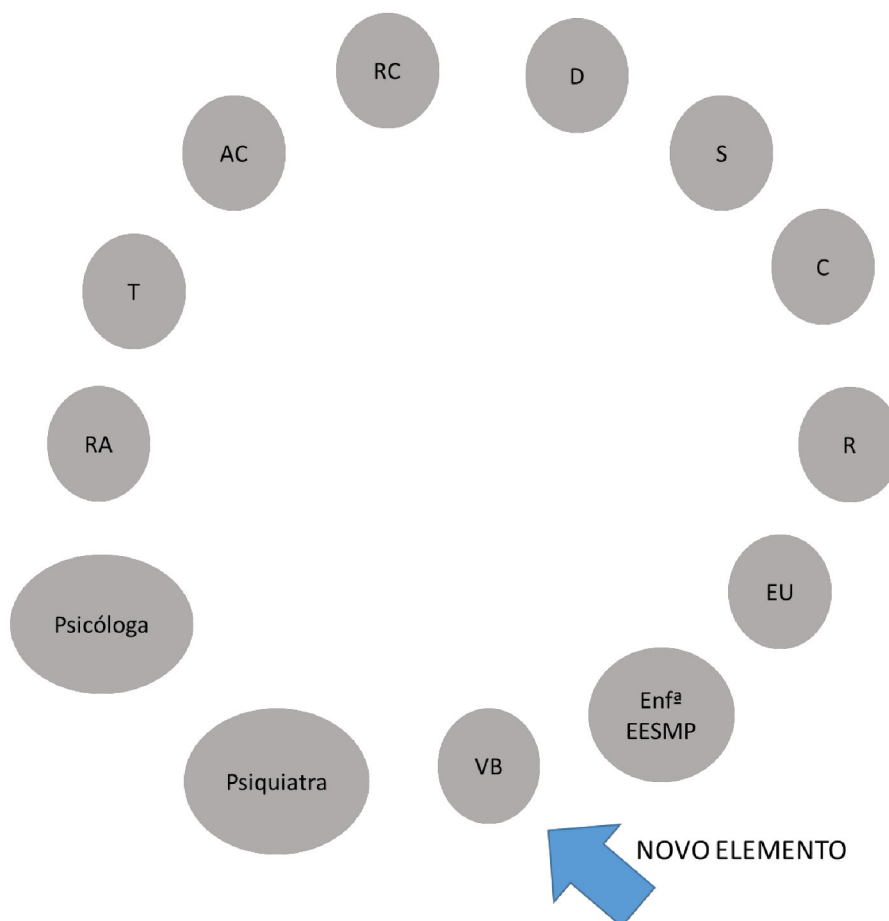 RC
D
AC
S
C
T
RA
R
EU
Psicóloga
Enfª
EESMP
VB
Psiquiatra
NOVO ELEMENTO